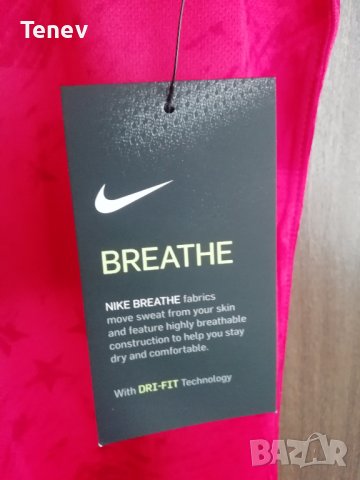 Tenev
BREATHE
NIKE BREATHE fabrics
move sweat from your skin
and feature highly breathable
construction to help you stay
dry and comfortable.
With DRI-FIT Technology
BAZAR